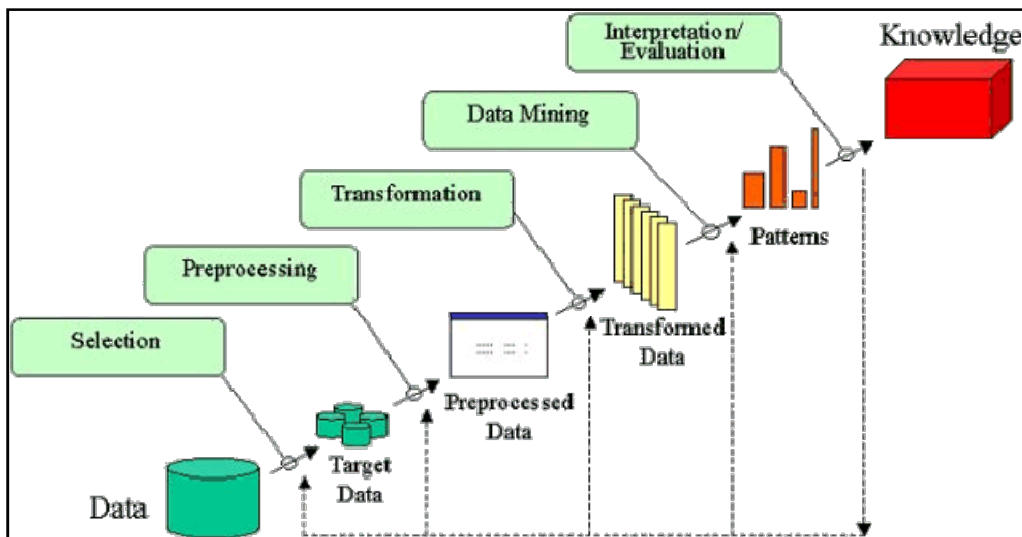 Interpretation/
Evaluation
Knowledge
Data Mining
Transformation
Patterns
Preprocessing
Transformed
Data
Selection
Preprocessed
Data
Target
Data
Data